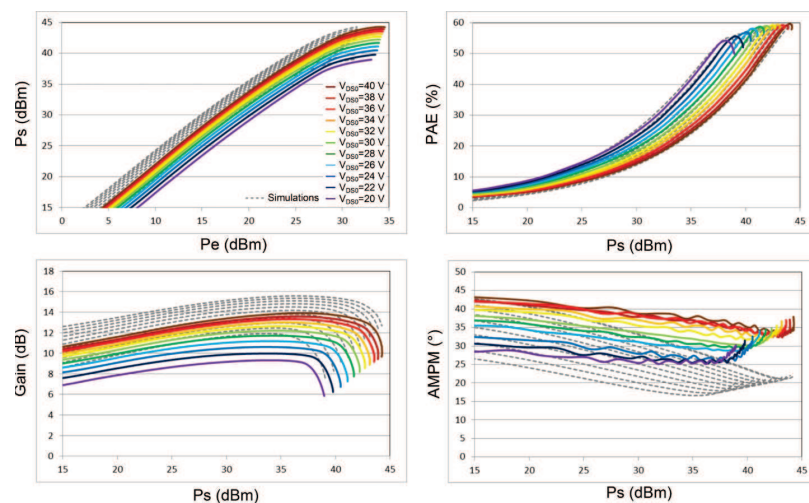 Ps (dBm)
45
40
35
30
25
20
15
0 5 10 15 20 25 30 35
Pe (dBm)
V_DS0=40 V
V_DS0=38 V
V_DS0=36 V
V_DS0=34 V
V_DS0=32 V
V_DS0=30 V
V_DS0=28 V
V_DS0=26 V
V_DS0=24 V
V_DS0=22 V
V_DS0=20 V
Simulations
PAE (%)
60
50
40
30
20
10
0
15 20 25 30 35 40 45
Ps (dBm)
Gain (dB)
18
16
14
12
10
8
6
4
2
0
15 20 25 30 35 40 45
Ps (dBm)
AMPM (°)
50
45
40
35
30
25
20
15
10
5
0
15 20 25 30 35 40 45
Ps (dBm)